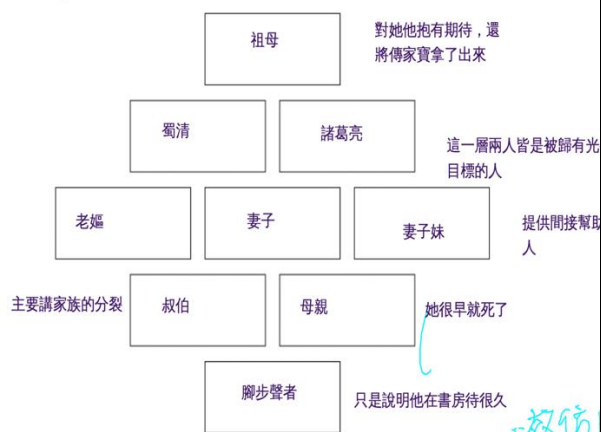 祖母
對她他抱有期待，還
將傳家寶拿了出來
蜀清
諸葛亮
這一層兩人皆是被歸有光
目標的人
老嫗
妻子
妻子妹
提供間接幫助
人
主要講家族的分裂
叔伯
母親
她很早就死了
腳步聲者
只是說明他在書房待很久